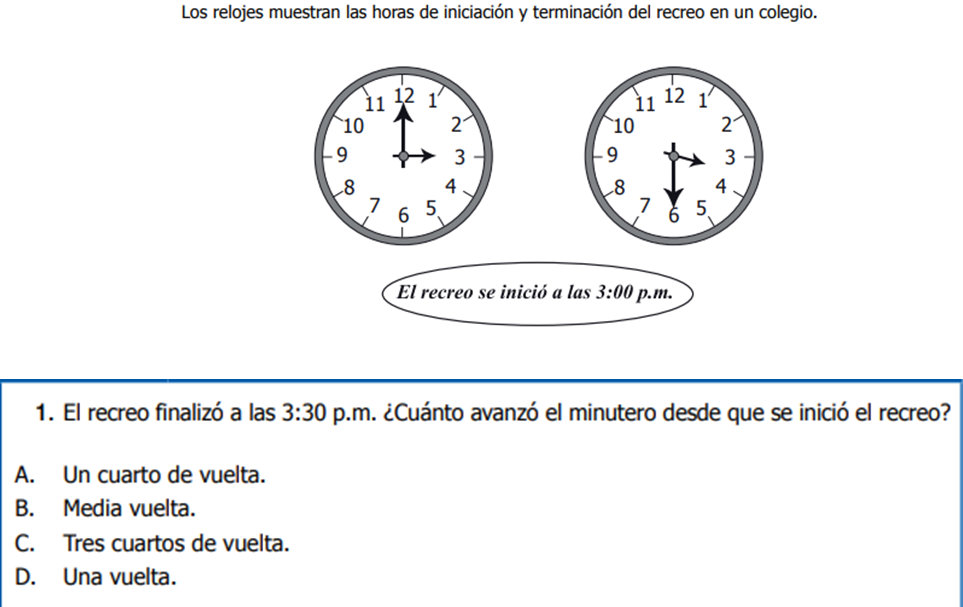 Los relojes muestran las horas de iniciación y terminación del recreo en un colegio.
12 1 2 3 4 5 6 7 8 9 10 11
12 1 2 3 4 5 6 7 8 9 10 11
El recreo se inició a las 3:00 p.m.
1. El recreo finalizó a las 3:30 p.m. ¿Cuánto avanzó el minutero desde que se inició el recreo?
A. Un cuarto de vuelta.
B. Media vuelta.
C. Tres cuartos de vuelta.
D. Una vuelta.